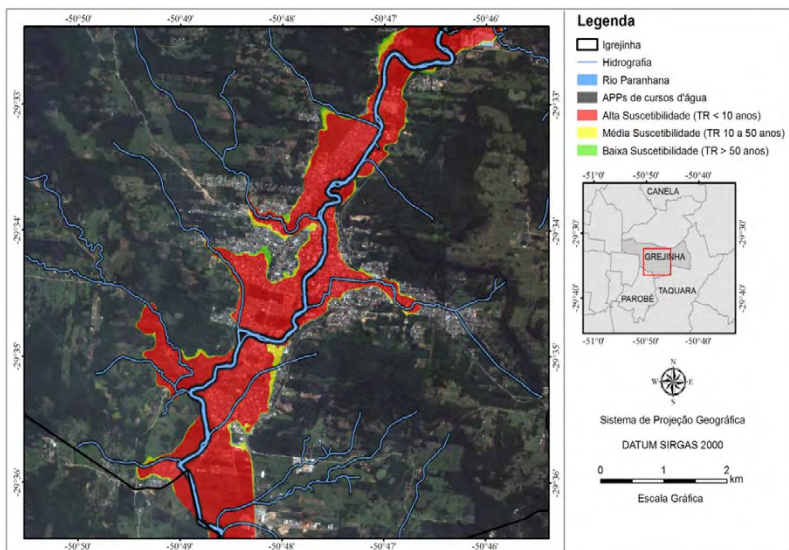 -50°50' -50°49' -50°48' -50°47' -50°46'
-29°33'
-29°34'
-29°35'
-29°36'
-29°33'
-29°34'
-29°35'
-29°36'
-50°50' -50°49' -50°48' -50°47' -50°46'
Legenda
Igrejinha
Hidrografia
Rio Paranhana
APPs de cursos d'água
Alta Suscetibilidade (TR < 10 anos)
Média Suscetibilidade (TR 10 a 50 anos)
Baixa Suscetibilidade (TR > 50 anos)
-51°0' -50°50' -50°40'
CANELA
-29°30'
-29°30'
GREJINHA
TAQUARA
-29°40'
-29°40'
PAROBÉ
-51°0' -50°50' -50°40'
N
W E
S
Sistema de Projeção Geográfica
DATUM SIRGAS 2000
0 1 2
km
Escala Gráfica